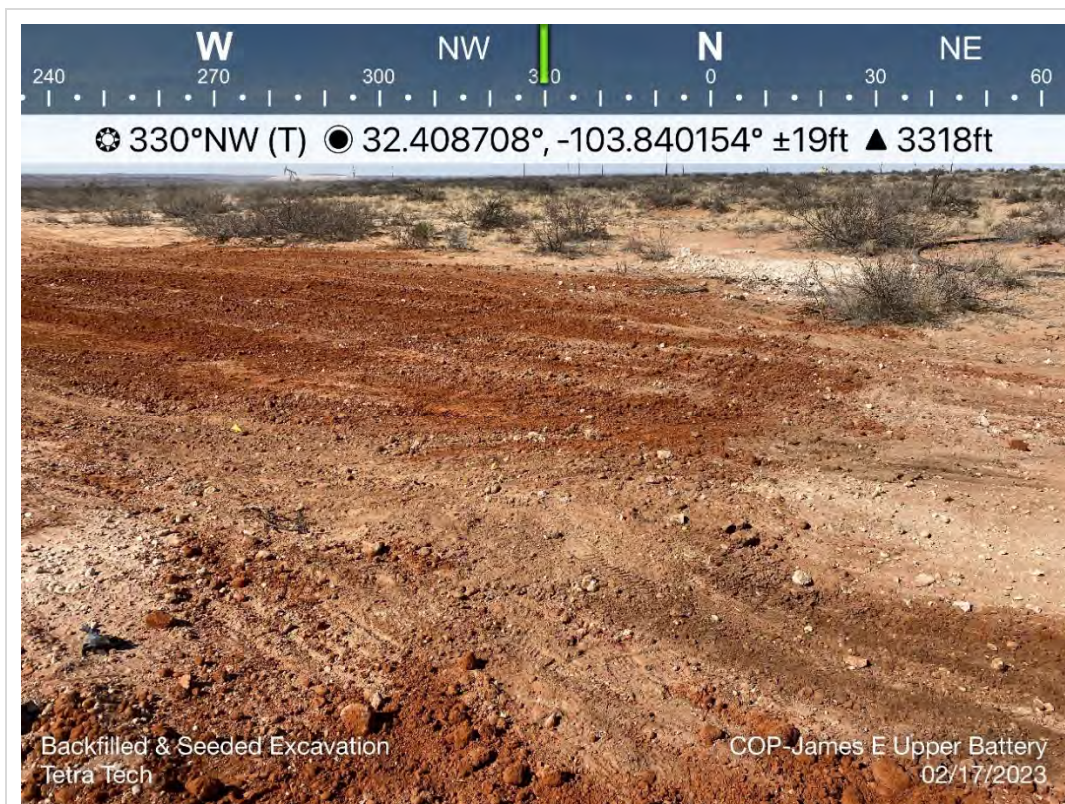 W NW N NE
240 270 300 330 0 30 60
330°NW (T) 32.408708°, -103.840154° ±19ft ▲ 3318ft
Backfilled & Seeded Excavation
Tetra Tech
COP-James E Upper Battery
02/17/2023